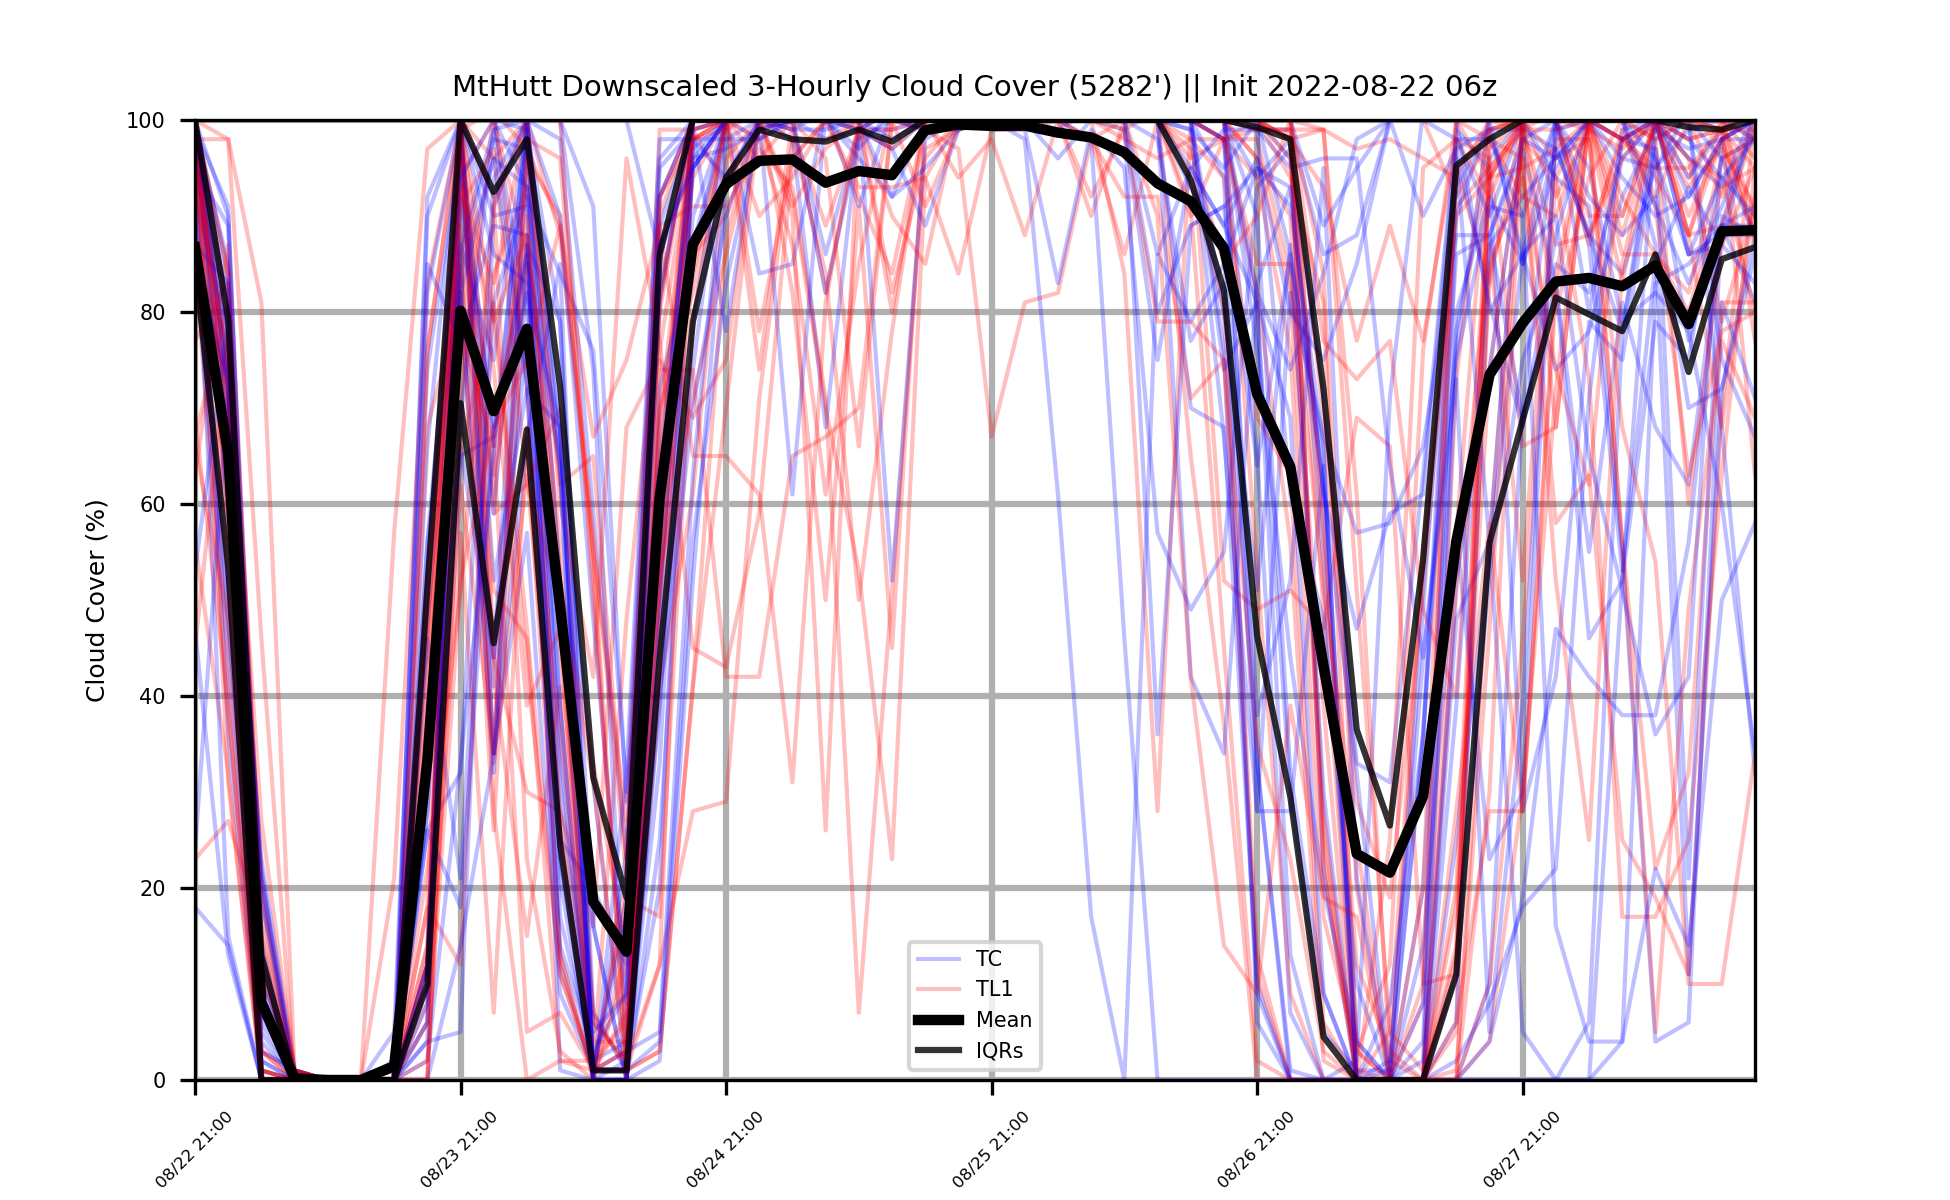 MtHutt Downscaled 3-Hourly Cloud Cover (5282') || Init 2022-08-22 06z
Cloud Cover (%)
100
80
60
40
20
0
TC
TL1
Mean
IQRs
08/22 21:00
08/23 21:00
08/24 21:00
08/25 21:00
08/26 21:00
08/27 21:00